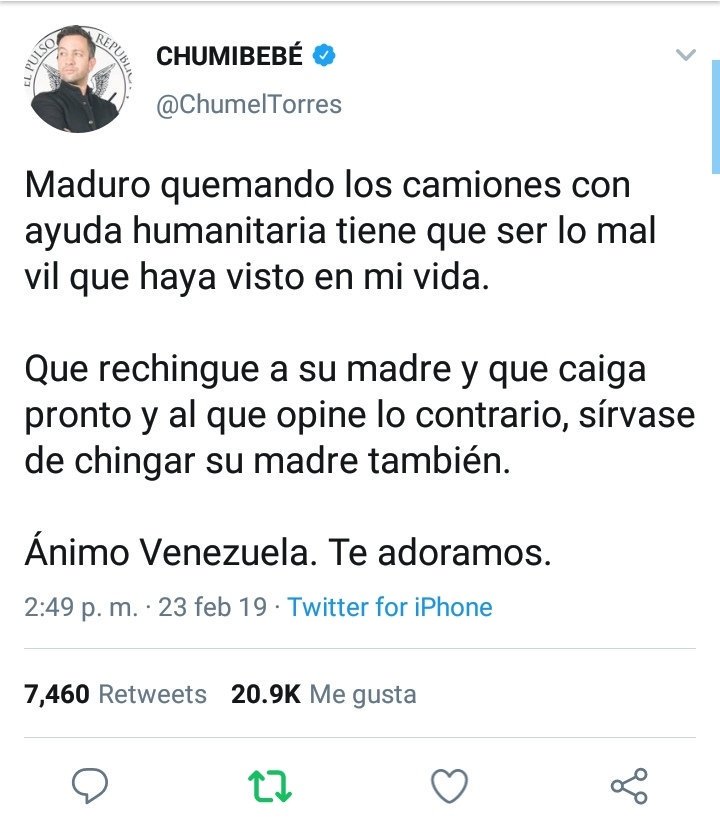 EL PULSO REPUBLIC
CHUMIBEBÉ
@ChumelTorres
Maduro quemando los camiones con
ayuda humanitaria tiene que ser lo mal
vil que haya visto en mi vida.
Que rechingue a su madre y que caiga
pronto y al que opine lo contrario, sírvase
de chingar su madre también.
Ánimo Venezuela. Te adoramos.
2:49 p. m. · 23 feb 19 · Twitter for iPhone
7,460 Retweets 20.9K Me gusta